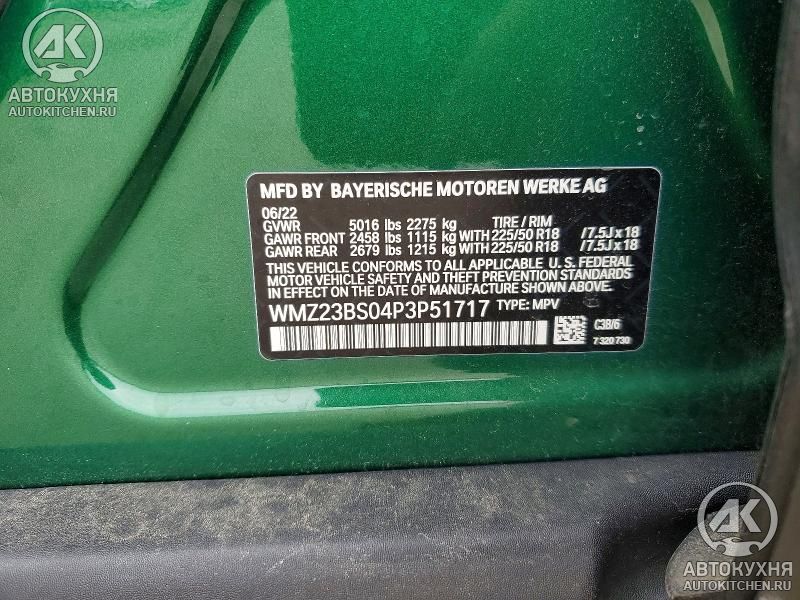 AK
АВТОКУХНЯ
AUTOKITCHEN.RU
MFD BY BAYERISCHE MOTOREN WERKE AG
06/22
GVWR 5016 lbs 2275 kg TIRE / RIM
GAWR FRONT 2458 lbs 1115 kg WITH 225/50 R18 /7.5J x 18
GAWR REAR 2679 lbs 1215 kg WITH 225/50 R18 /7.5J x 18
THIS VEHICLE CONFORMS TO ALL APPLICABLE U. S. FEDERAL
MOTOR VEHICLE SAFETY AND THEFT PREVENTION STANDARDS
IN EFFECT ON THE DATE OF MANUFACTURE SHOWN ABOVE.
WMZ23BS04P3P51717 TYPE: MPV
C3B/6
7 320 730
AK
АВТОКУХНЯ
AUTOKITCHEN.RU